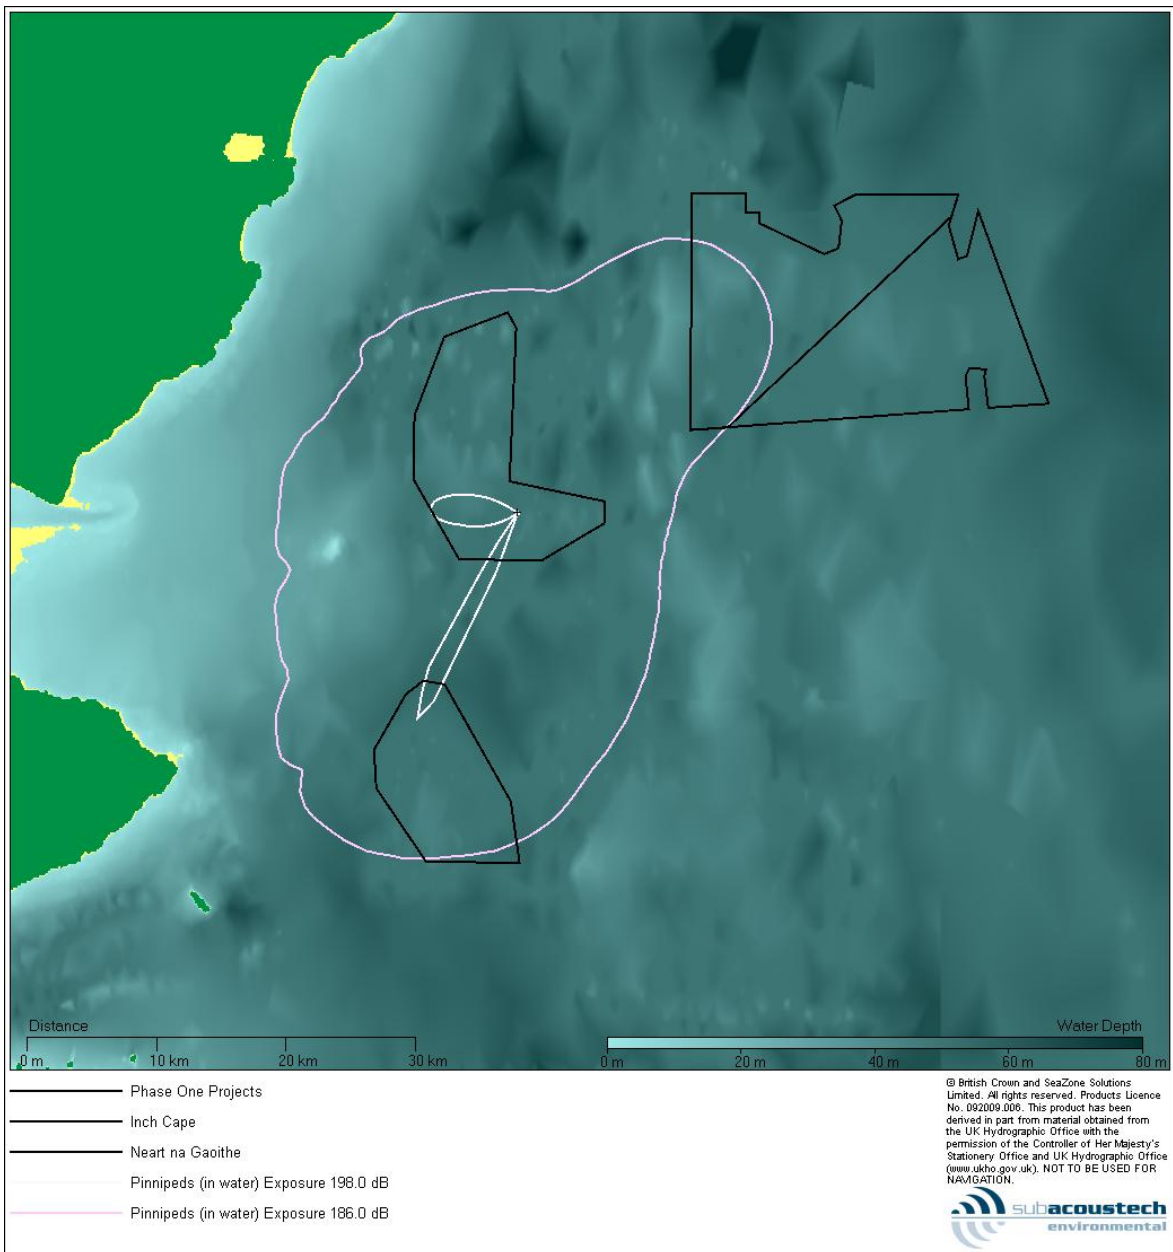 Distance
0 m 10 km 20 km 30 km
Water Depth
0 m 20 m 40 m 60 m 80 m
Phase One Projects
Inch Cape
Neart na Gaoithe
Pinnipeds (in water) Exposure 198.0 dB
Pinnipeds (in water) Exposure 186.0 dB
© British Crown and SeaZone Solutions
Limited. All rights reserved. Products Licence
No. 092009.006. This product has been
derived in part from material obtained from
the UK Hydrographic Office with the
permission of the Controller of Her Majesty's
Stationery Office and UK Hydrographic Office
(www.ukho.gov.uk). NOT TO BE USED FOR
NAVIGATION.
subacoustech
environmental